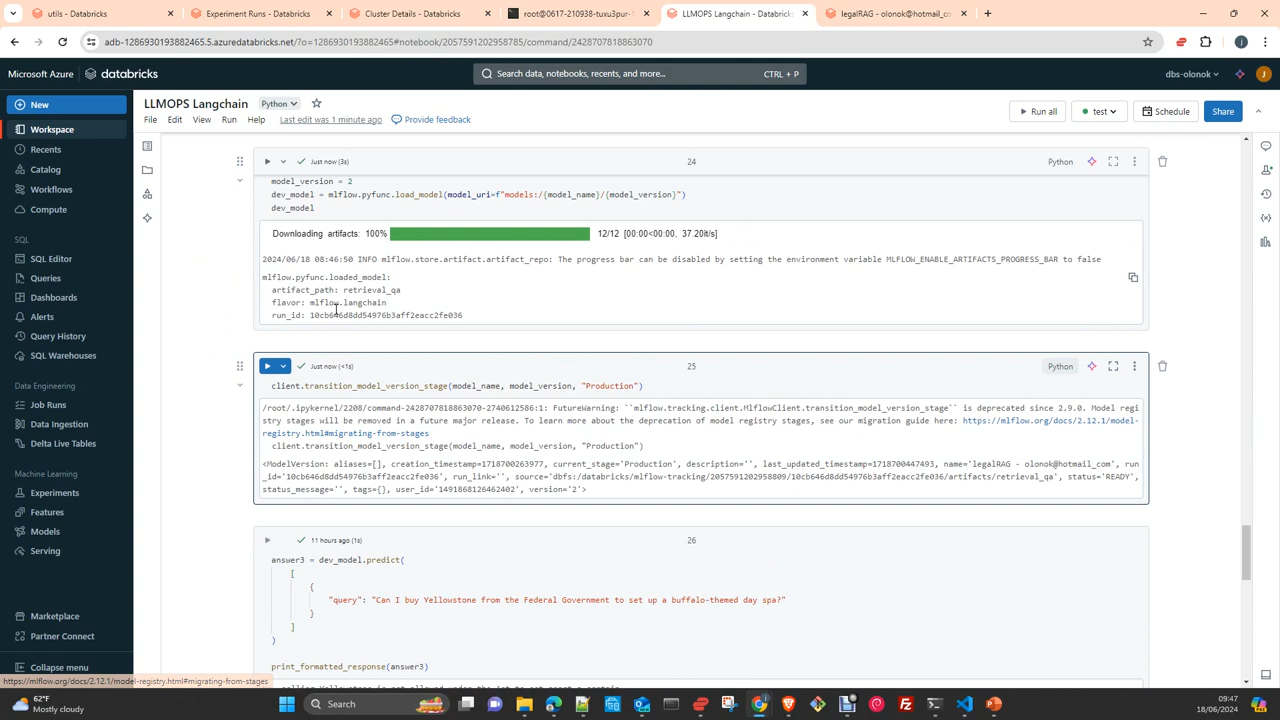 utils - Databricks
Experiment Runs - Databricks
Cluster Details - Databricks
root@0617-210938-tuxu3pur-1
LLMOPS Langchain - Databricks
legalRAG - olonok@hotmail_co
adb-1286930193882465.5.azuredatabricks.net/?o=1286930193882465#notebook/2057591202958785/command/2428707818863070
Microsoft Azure
databricks
Search data, notebooks, recents, and more...
CTRL + P
dbs-olonok
J
New
Workspace
Recents
Catalog
Workflows
Compute
SQL
SQL Editor
Queries
Dashboards
Alerts
Query History
SQL Warehouses
Data Engineering
Job Runs
Data Ingestion
Delta Live Tables
Machine Learning
Experiments
Features
Models
Serving
Marketplace
Partner Connect
Collapse menu
LLMOPS Langchain
Python
File
Edit
View
Run
Help
Last edit was 1 minute ago
Provide feedback
Run all
test
Schedule
Share
Just now (3s)
24
Python
model_version = 2
dev_model = mlflow.pyfunc.load_model(model_uri=f"models:/{model_name}/{model_version}")
dev_model
Downloading artifacts: 100%
12/12 [00:00<00:00, 37.20it/s]
2024/06/18 08:46:50 INFO mlflow.store.artifact.artifact_repo: The progress bar can be disabled by setting the environment variable MLFLOW_ENABLE_ARTIFACTS_PROGRESS_BAR to false
mlflow.pyfunc.loaded_model:
artifact_path: retrieval_qa
flavor: mlflow.langchain
run_id: 10cb646d8dd54976b3aff2eacc2fe036
Just now (<1s)
25
Python
client.transition_model_version_stage(model_name, model_version, "Production")
/root/.ipykernel/2208/command-2428707818863070-2740612586:1: FutureWarning: ``mlflow.tracking.client.MlflowClient.transition_model_version_stage`` is deprecated since 2.9.0. Model regi
stry stages will be removed in a future major release. To learn more about the deprecation of model registry stages, see our migration guide here: https://mlflow.org/docs/2.12.1/model-
registry.html#migrating-from-stages
client.transition_model_version_stage(model_name, model_version, "Production")
<ModelVersion: aliases=[], creation_timestamp=1718700263977, current_stage='Production', description='', last_updated_timestamp=1718700447493, name='legalRAG - olonok@hotmail_com', run
_id='10cb646d8dd54976b3aff2eacc2fe036', run_link='', source='dbfs:/databricks/mlflow-tracking/2057591202958809/10cb646d8dd54976b3aff2eacc2fe036/artifacts/retrieval_qa', status='READY',
status_message='', tags={}, user_id='1491868126462402', version='2'>
11 hours ago (1s)
26
answer3 = dev_model.predict(
[
{
"query": "Can I buy Yellowstone from the Federal Government to set up a buffalo-themed day spa?"
}
]
)
print_formatted_response(answer3)
https://mlflow.org/docs/2.12.1/model-registry.html#migrating-from-stages
62°F
Mostly cloudy
Search
09:47
18/06/2024